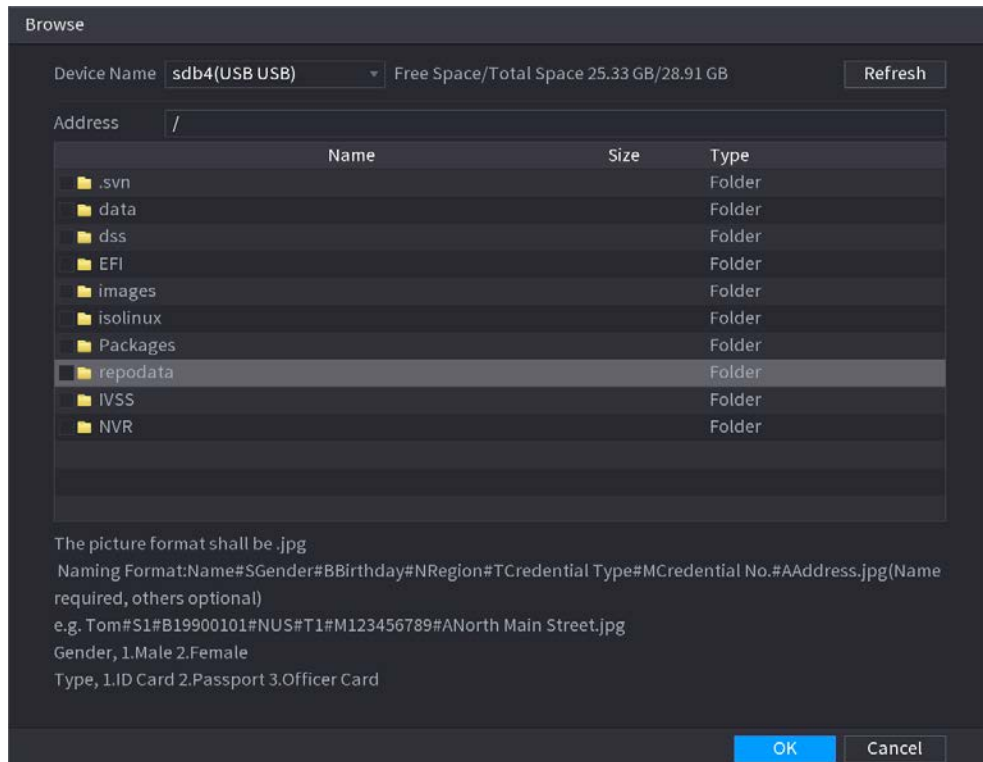 Browse
Device Name sdb4(USB USB) Free Space/Total Space 25.33 GB/28.91 GB Refresh
Address /
Name Size Type
.svn Folder
data Folder
dss Folder
EFI Folder
images Folder
isolinux Folder
Packages Folder
repodata Folder
IVSS Folder
NVR Folder
The picture format shall be .jpg
Naming Format:Name#SGender#BBirthday#NRegion#TCredential Type#MCredential No.#AAddress.jpg(Name
required, others optional)
e.g. Tom#S1#B19900101#NUS#T1#M123456789#ANorth Main Street.jpg
Gender, 1.Male 2.Female
Type, 1.ID Card 2.Passport 3.Officer Card
OK Cancel